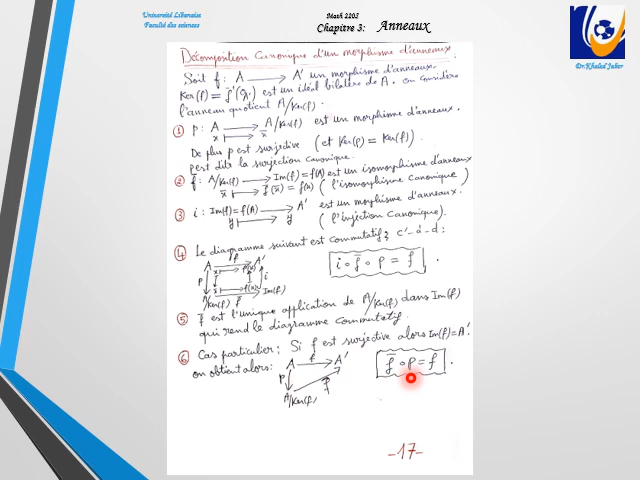 Université Libanaise
Faculté des sciences
Math 2203
Chapitre 3: Anneaux
Dr.Khaled Jaber
Décomposition Canonique d'un morphisme d'anneaux.
Soit f: A ⟶ A' un morphisme d'anneaux.
Ker(f) = f⁻¹(0A') est un idéal bilatère de A. on considère
l'anneau quotient A/Ker(f).
① p: A ⟶ A/Ker(f) est un morphisme d'anneaux.
x ⟼ x̄
De plus p est surjective (et Ker(p) = Ker(f)).
p est dite la surjection canonique.
② f̄: A/Ker(f) ⟶ Im(f) = f(A) est un isomorphisme d'anneaux
x̄ ⟼ f̄(x̄) = f(x) (l'isomorphisme Canonique)
③ i: Im(f) = f(A) ⟶ A' est un morphisme d'anneaux.
y ⟼ y (l'injection Canonique).
④ Le diagramme suivant est commutatif, c'-à-d:
f
A ⟶ A'
x ⟼ f(x)
p i
x̄ ⟼ f(x)
A/Ker(f) f̄ Im(f)
i ∘ f̄ ∘ p = f .
⑤ f̄ est l'unique application de A/Ker(f) dans Im(f)
qui rend le diagramme commutatif.
⑥ Cas particulier: Si f est surjective alors Im(f) = A'.
on obtient alors:
f
A ⟶ A'
p f̄
A/Ker(f)
f̄ ∘ p = f .
-17-